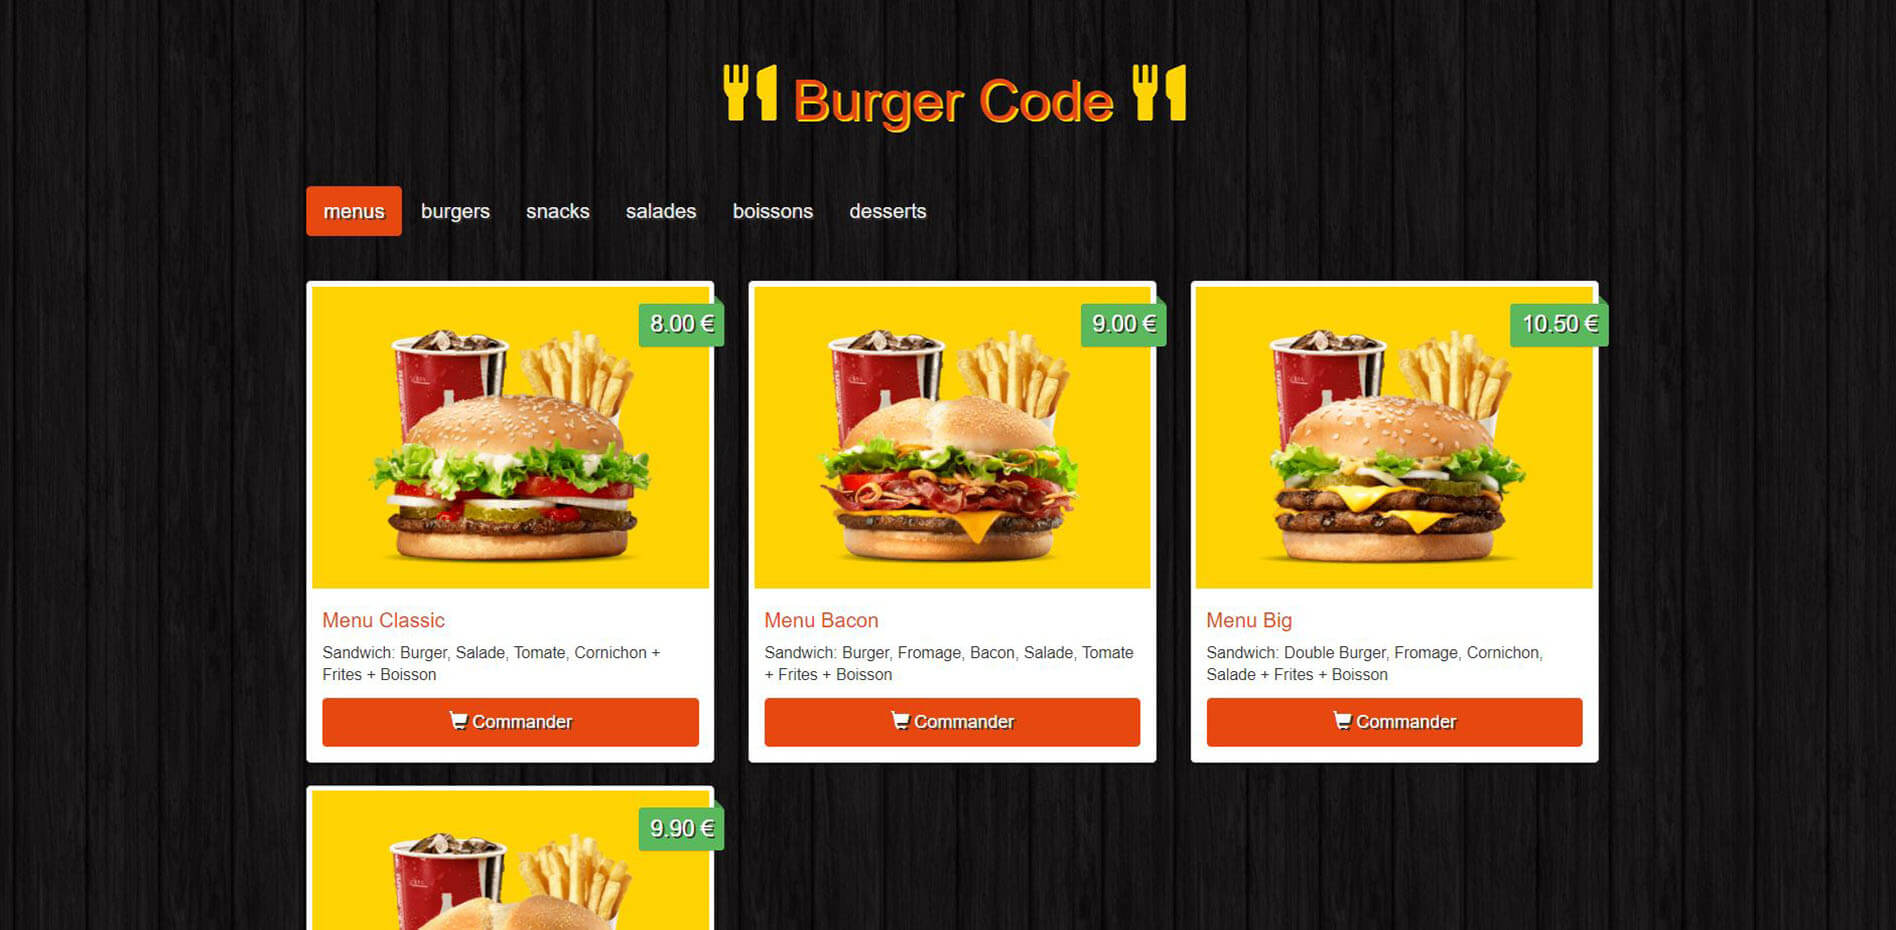 Burger Code
menus burgers snacks salades boissons desserts
8.00 €
9.00 €
10.50 €
Menu Classic
Sandwich: Burger, Salade, Tomate, Cornichon +
Frites + Boisson
Commander
Menu Bacon
Sandwich: Burger, Fromage, Bacon, Salade, Tomate
+ Frites + Boisson
Commander
Menu Big
Sandwich: Double Burger, Fromage, Cornichon,
Salade + Frites + Boisson
Commander
9.90 €